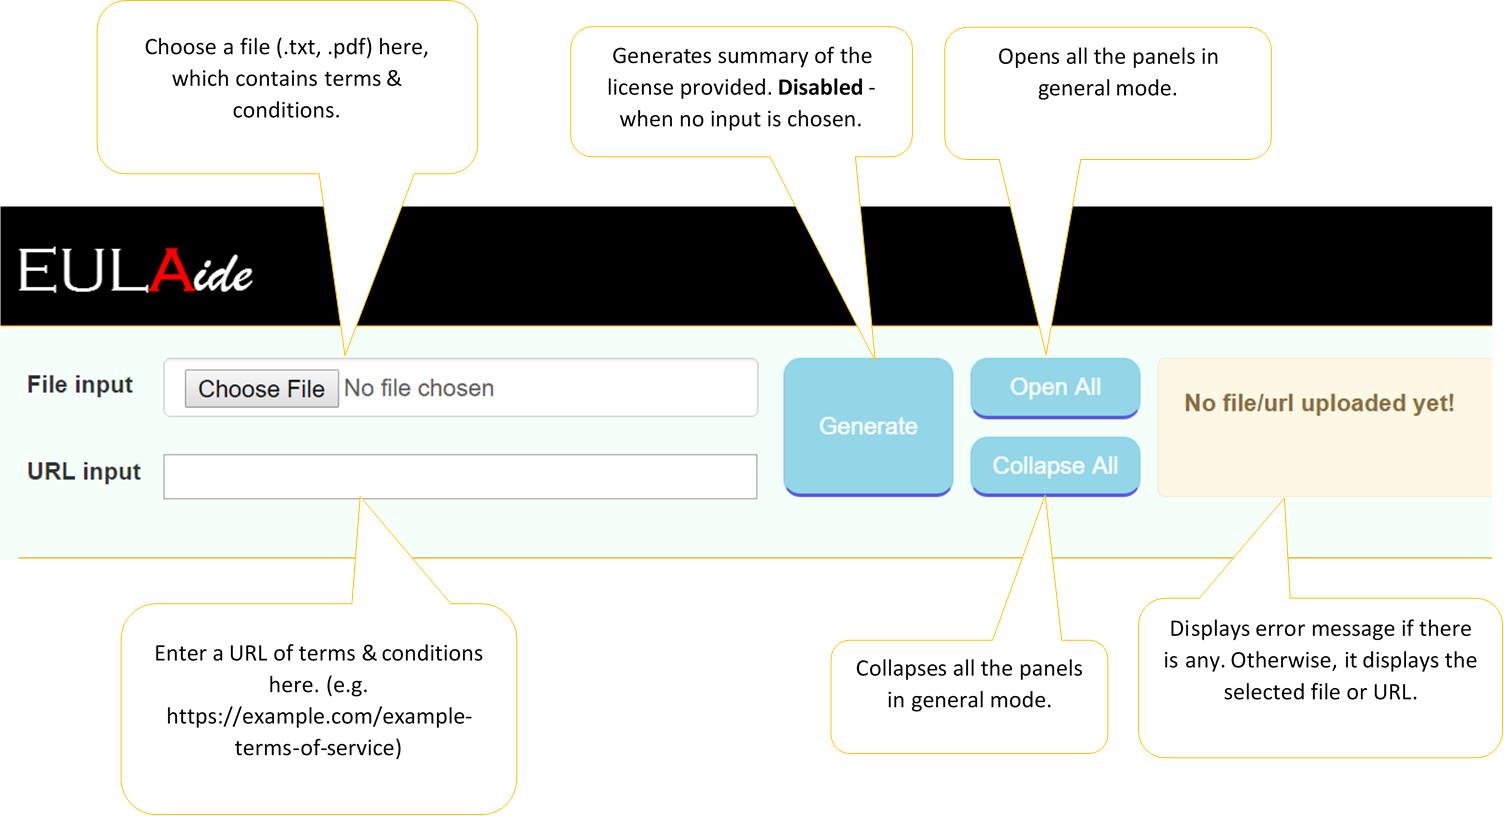 Choose a file (.txt, .pdf) here,
which contains terms &
conditions.
Generates summary of the
license provided. Disabled -
when no input is chosen.
Opens all the panels in
general mode.
EULAide
File input
Choose File No file chosen
Generate
Open All
No file/url uploaded yet!
URL input
Collapse All
Enter a URL of terms & conditions
here. (e.g.
https://example.com/example-
terms-of-service)
Collapses all the panels
in general mode.
Displays error message if there
is any. Otherwise, it displays the
selected file or URL.